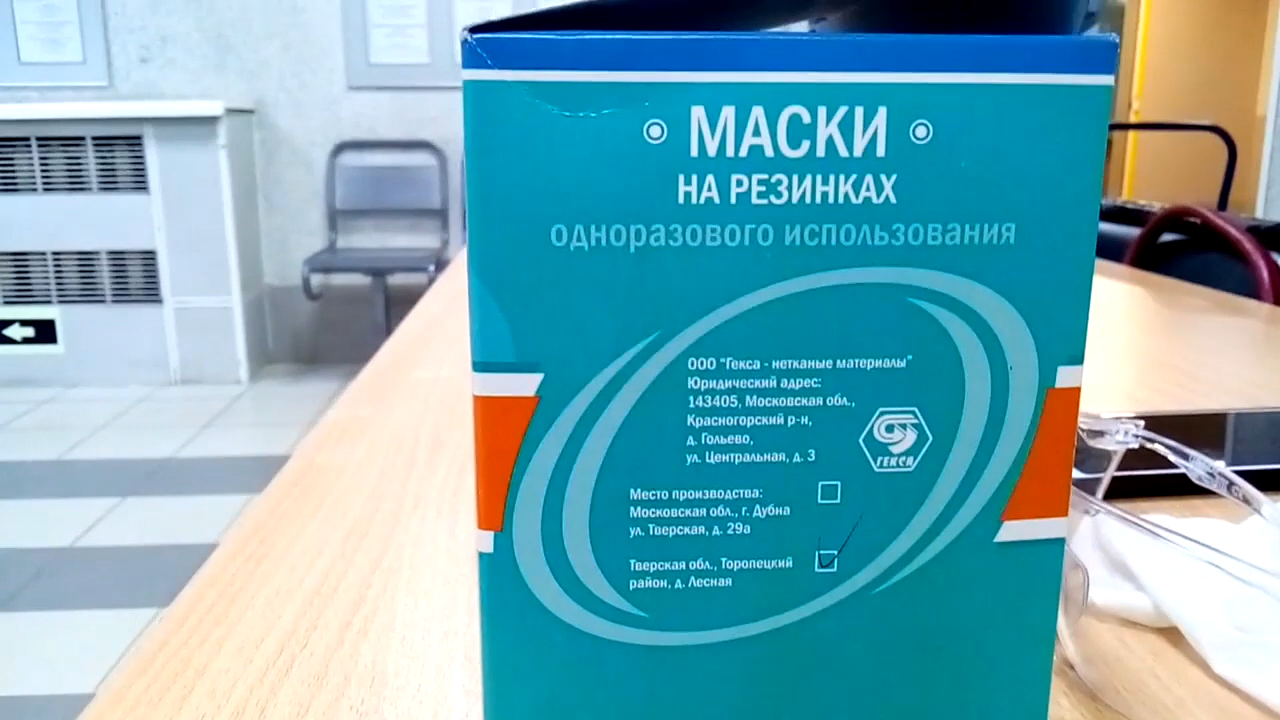 МАСКИ
НА РЕЗИНКАХ
одноразового использования
ООО "Гекса - нетканые материалы"
Юридический адрес:
143405, Московская обл.,
Красногорский р-н,
д. Гольево,
ул. Центральная, д. 3
ГЕКСА
Место производства:
Московская обл., г. Дубна
ул. Тверская, д. 29а
Тверская обл., Торопецкий
район, д. Лесная